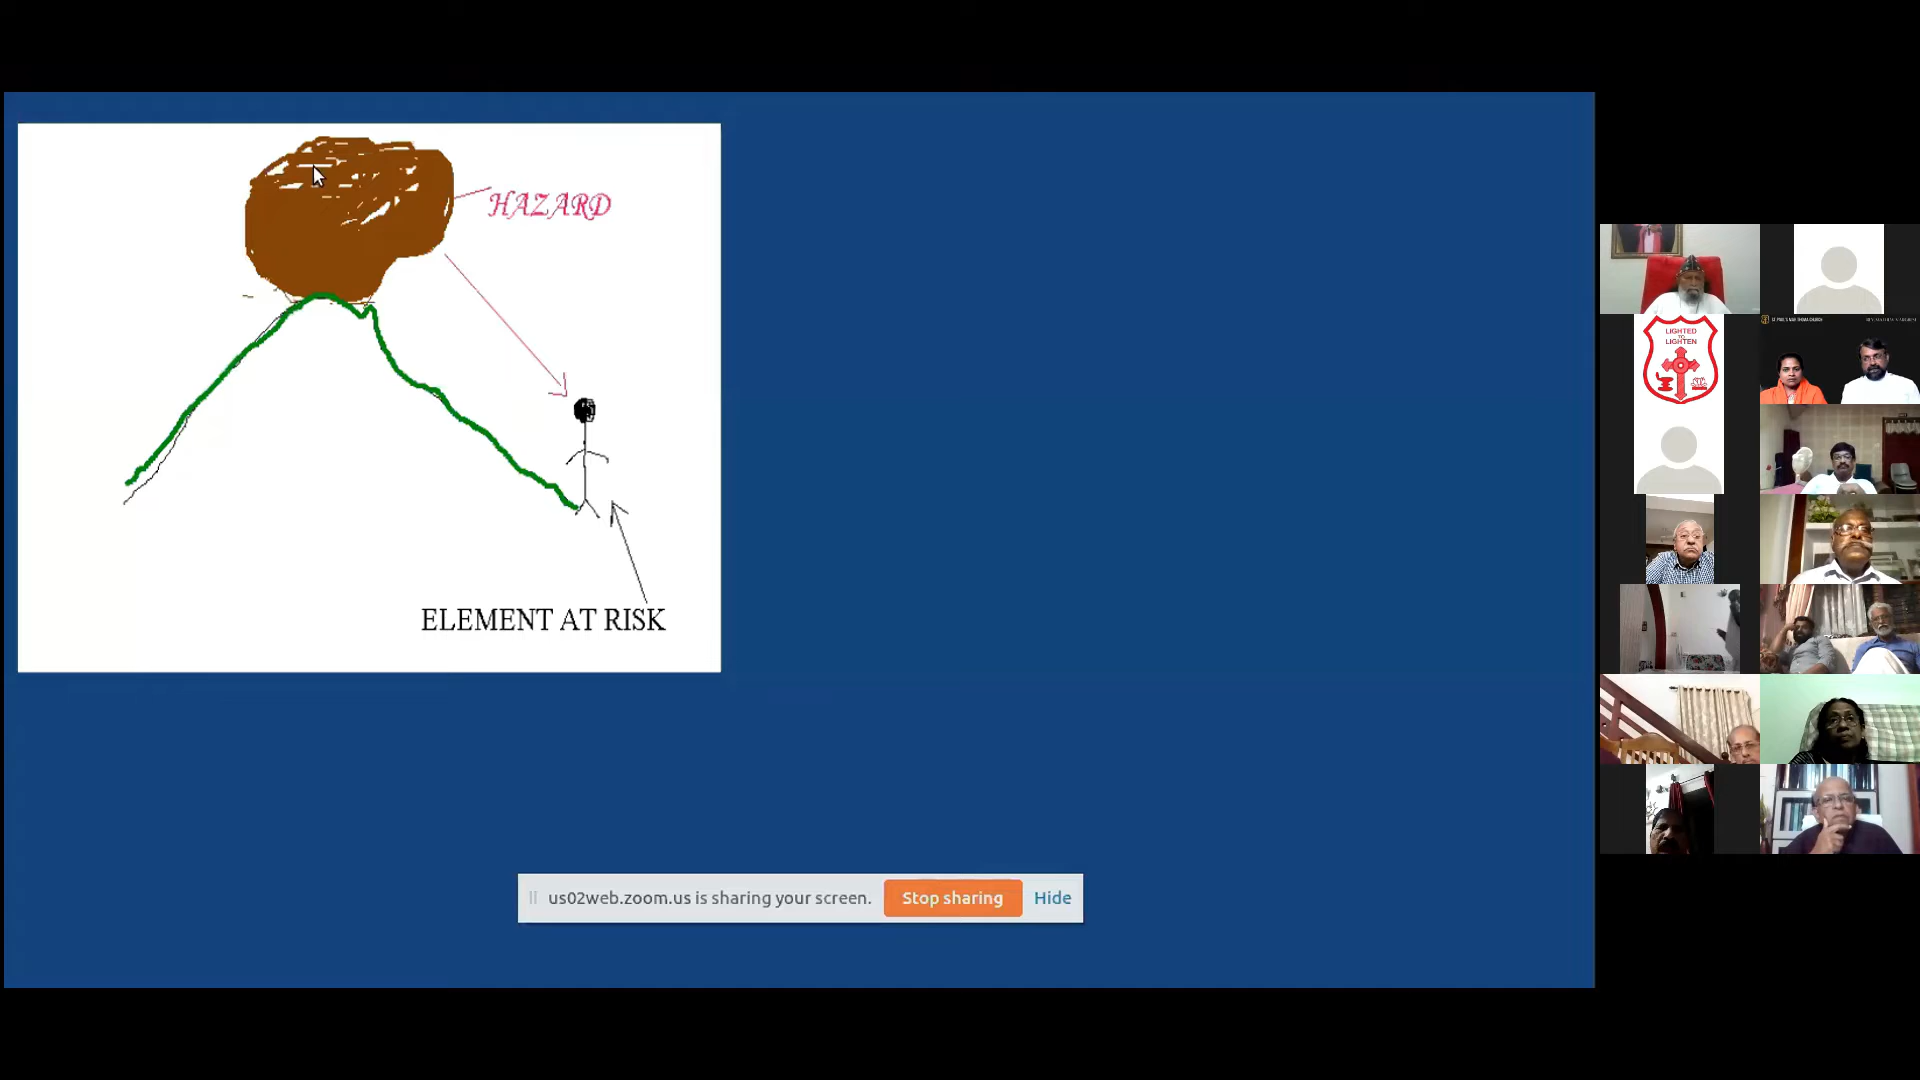 HAZARD
ELEMENT AT RISK
us02web.zoom.us is sharing your screen.
Stop sharing
Hide
LIGHTED
TO
LIGHTEN